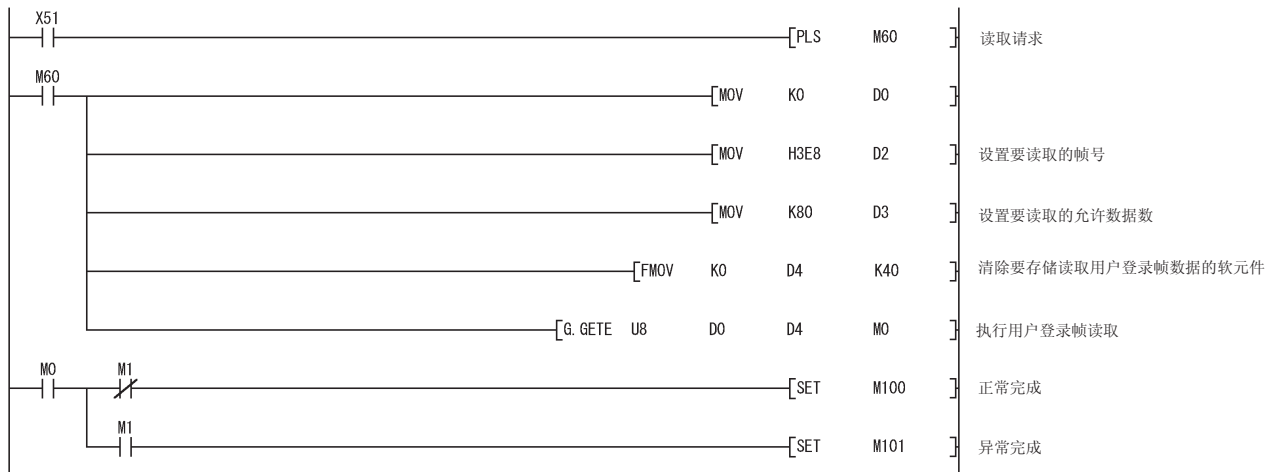 X51
PLS M60 读取请求
M60
MOV K0 D0
MOV H3E8 D2 设置要读取的帧号
MOV K80 D3 设置要读取的允许数据数
FMOV K0 D4 K40 清除要存储读取用户登录帧数据的软元件
G.GETE U8 D0 D4 M0 执行用户登录帧读取
M0 M1
SET M100 正常完成
M1
SET M101 异常完成